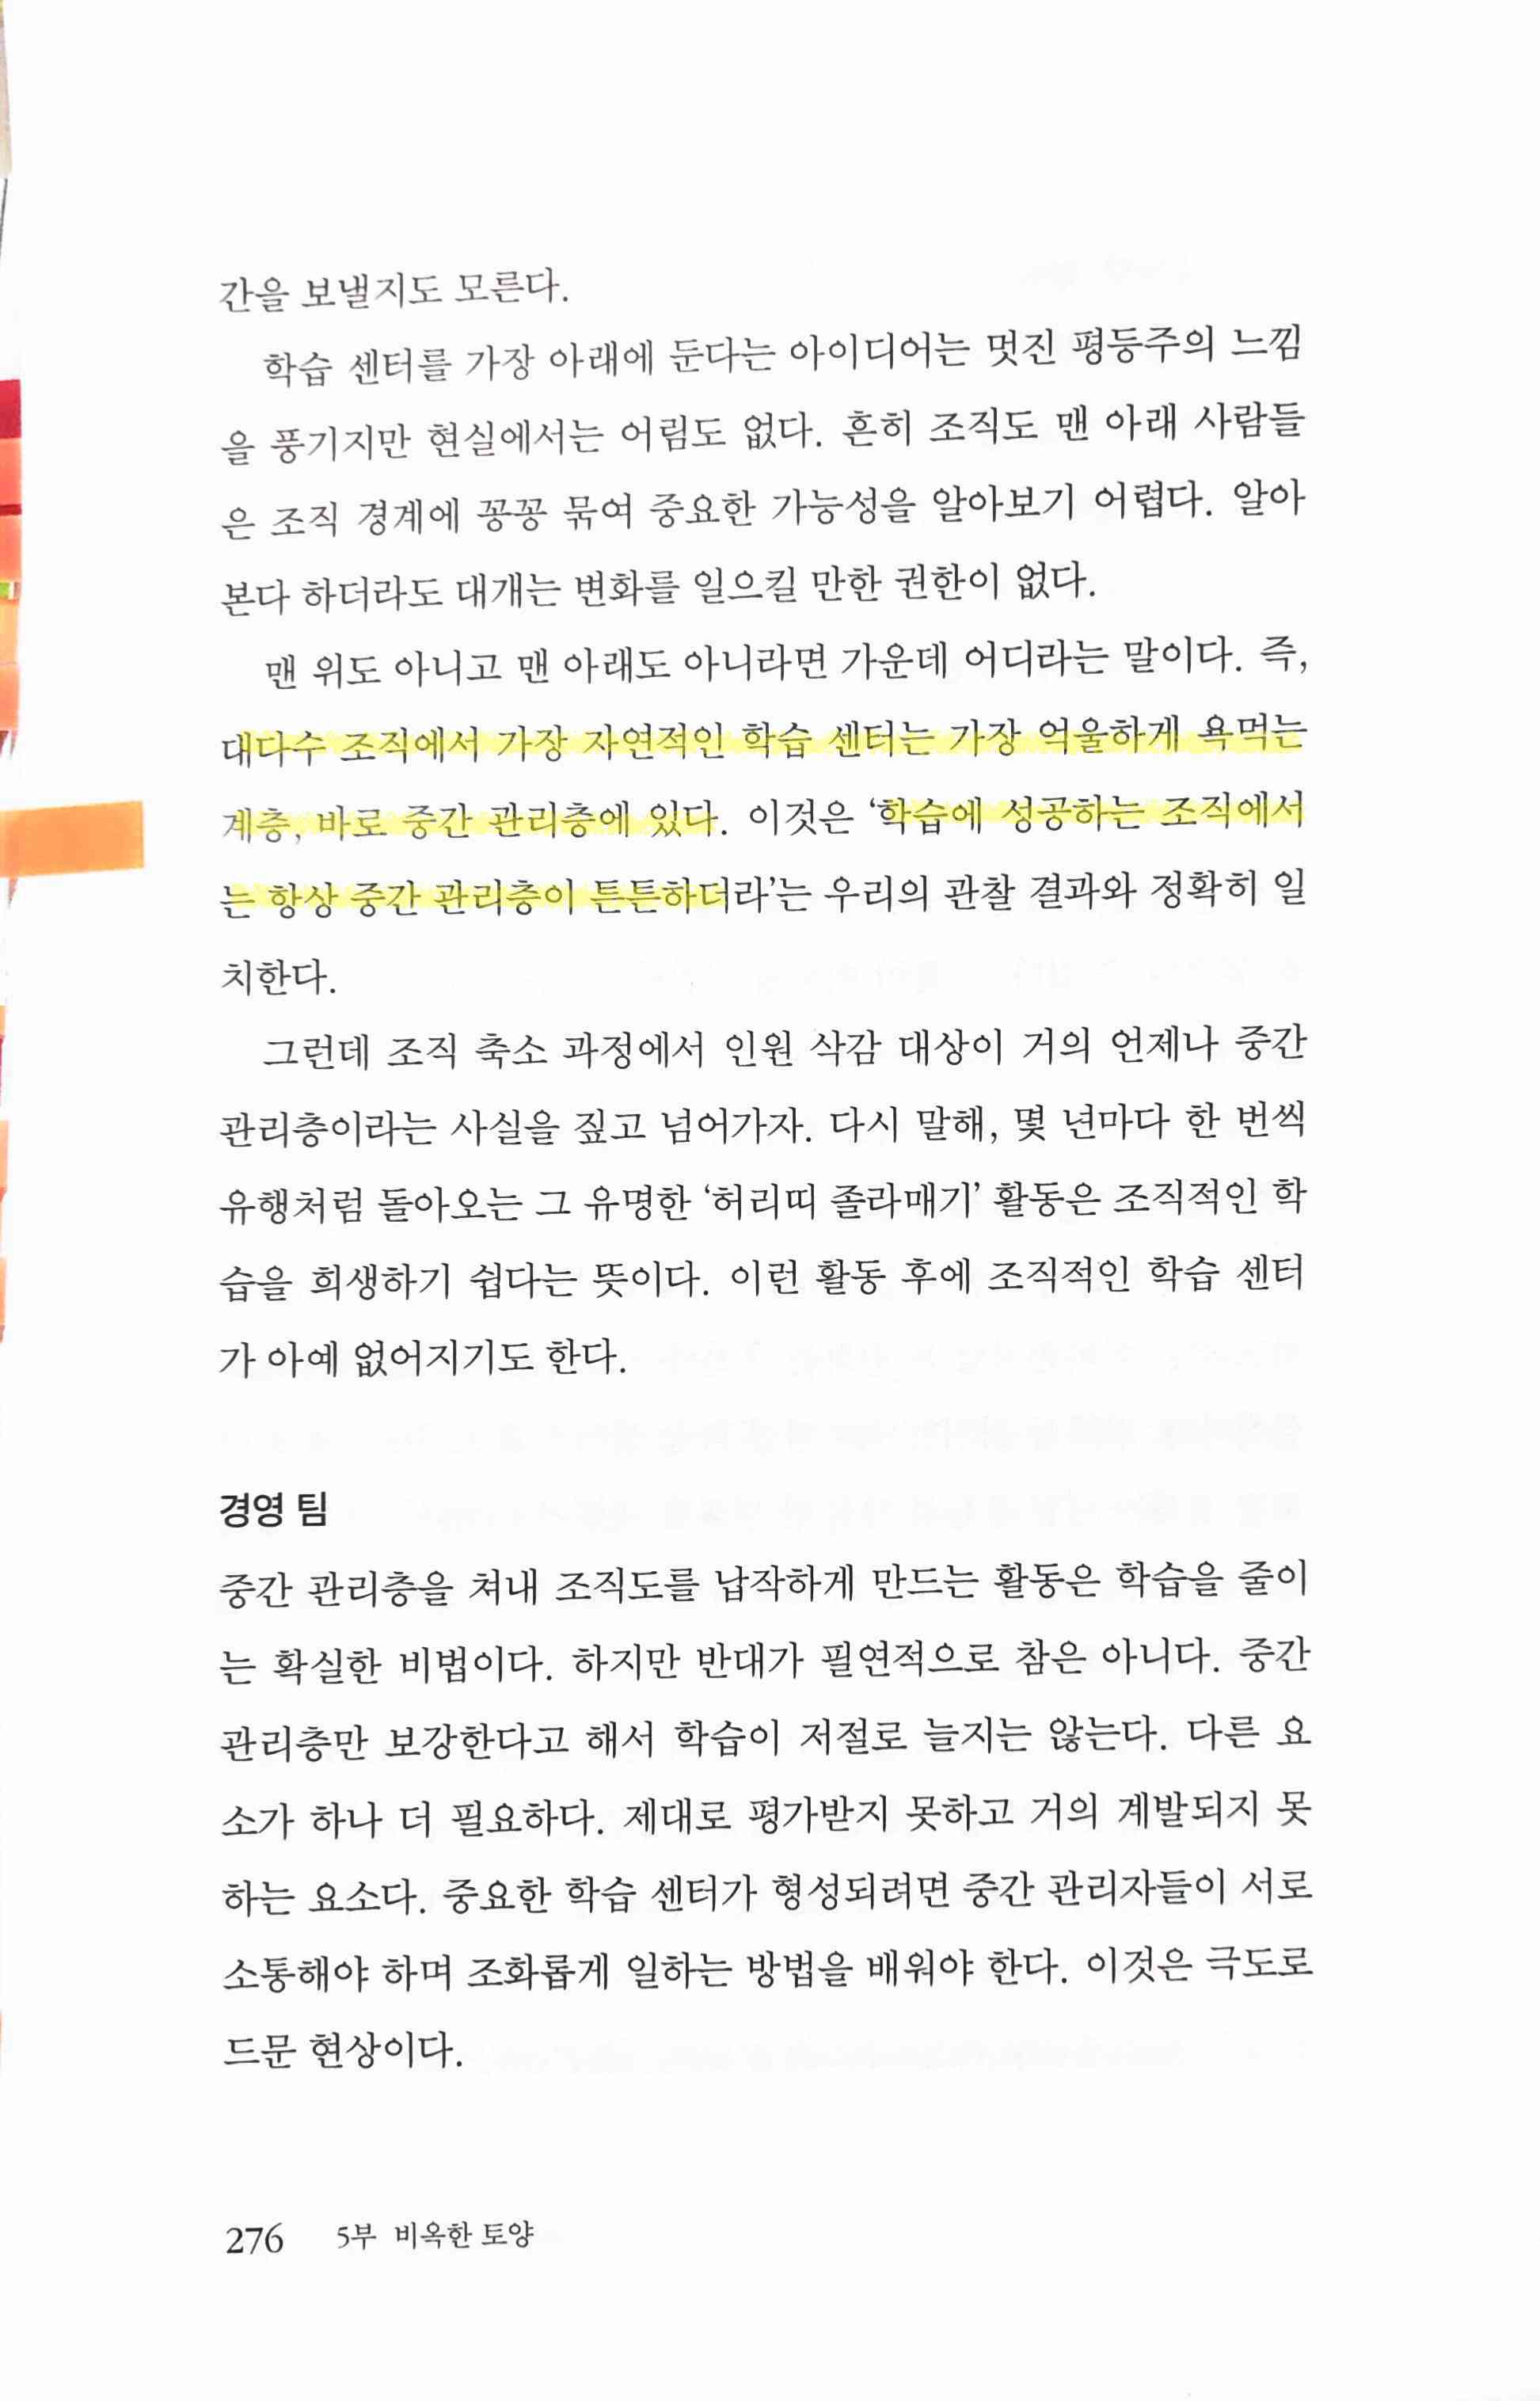 간을 보낼지도 모른다.
학습 센터를 가장 아래에 둔다는 아이디어는 멋진 평등주의 느낌
을 풍기지만 현실에서는 어림도 없다. 흔히 조직도 맨 아래 사람들
은 조직 경계에 꽁꽁 묶여 중요한 가능성을 알아보기 어렵다. 알아
본다 하더라도 대개는 변화를 일으킬 만한 권한이 없다.
맨 위도 아니고 맨 아래도 아니라면 가운데 어디라는 말이다. 즉,
대다수 조직에서 가장 자연적인 학습 센터는 가장 억울하게 욕먹는
계층, 바로 중간 관리층에 있다. 이것은 ‘학습에 성공하는 조직에서
는 항상 중간 관리층이 튼튼하더라’는 우리의 관찰 결과와 정확히 일
치한다.
그런데 조직 축소 과정에서 인원 삭감 대상이 거의 언제나 중간
관리층이라는 사실을 짚고 넘어가자. 다시 말해, 몇 년마다 한 번씩
유행처럼 돌아오는 그 유명한 ‘허리띠 졸라매기’ 활동은 조직적인 학
습을 희생하기 쉽다는 뜻이다. 이런 활동 후에 조직적인 학습 센터
가 아예 없어지기도 한다.
경영 팀
중간 관리층을 쳐내 조직도를 납작하게 만드는 활동은 학습을 줄이
는 확실한 비법이다. 하지만 반대가 필연적으로 참은 아니다. 중간
관리층만 보강한다고 해서 학습이 저절로 늘지는 않는다. 다른 요
소가 하나 더 필요하다. 제대로 평가받지 못하고 거의 계발되지 못
하는 요소다. 중요한 학습 센터가 형성되려면 중간 관리자들이 서로
소통해야 하며 조화롭게 일하는 방법을 배워야 한다. 이것은 극도로
드문 현상이다.
276 5부 비옥한 토양